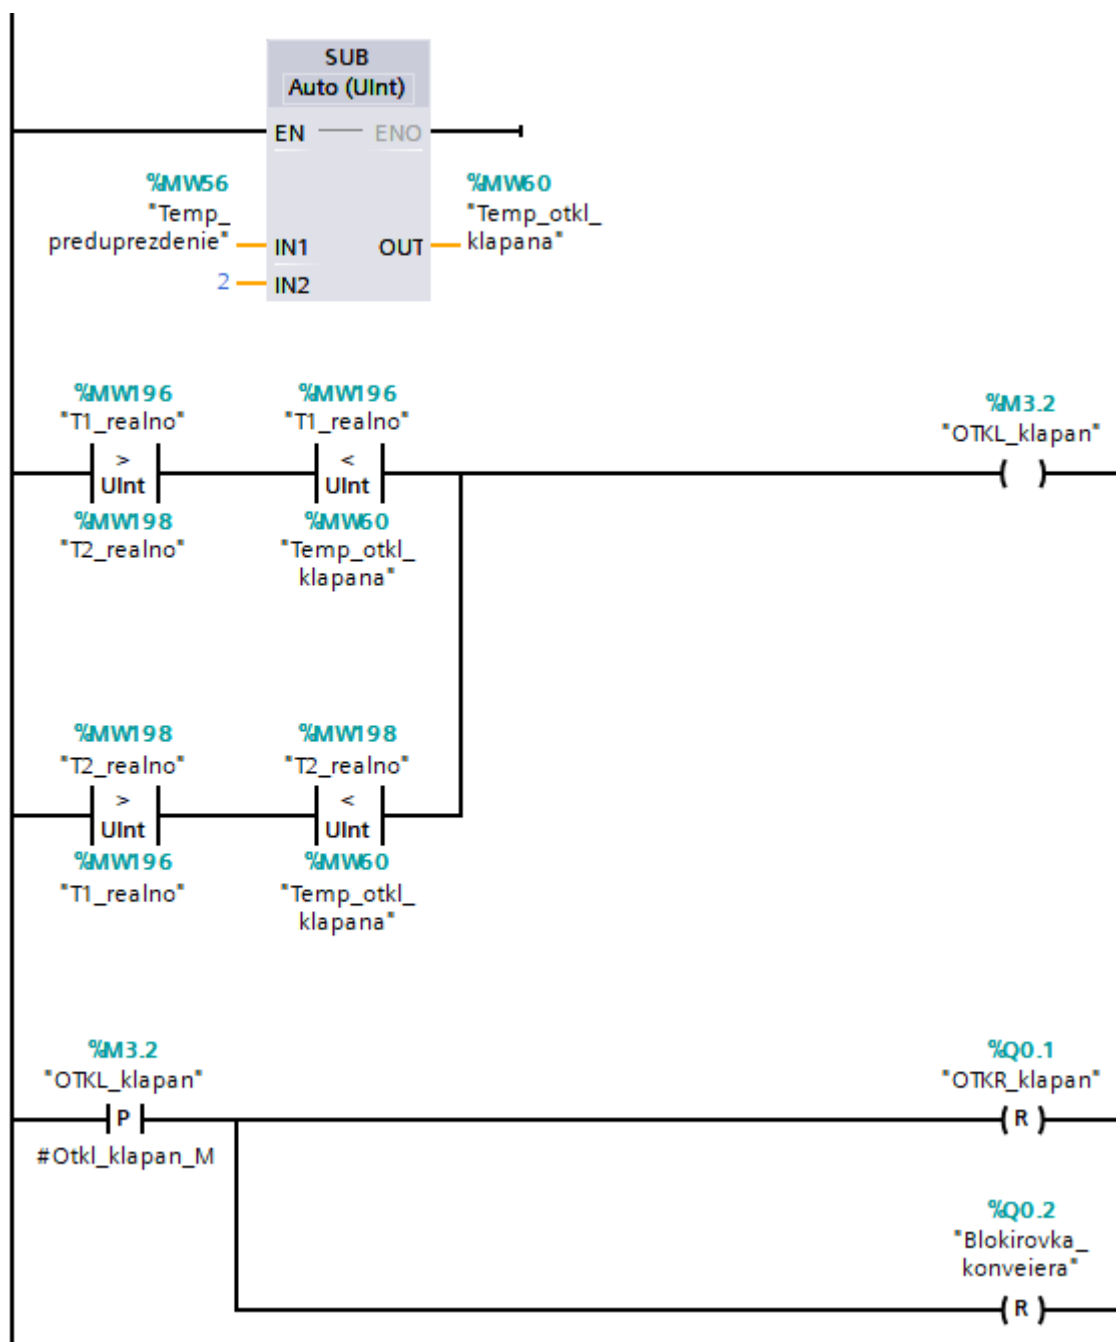 SUB
Auto (UInt)
EN
ENO
%MW56
"Temp_
preduprezdenie"
IN1
2
IN2
%MW60
"Temp_otkl_
klapana"
OUT
%MW196
"T1_realno"
>
UInt
%MW198
"T2_realno"
%MW196
"T1_realno"
<
UInt
%MW60
"Temp_otkl_
klapana"
%M3.2
"OTKL_klapan"
( )
%MW198
"T2_realno"
>
UInt
%MW196
"T1_realno"
%MW198
"T2_realno"
<
UInt
%MW60
"Temp_otkl_
klapana"
%M3.2
"OTKL_klapan"
P
#Otkl_klapan_M
%Q0.1
"OTKR_klapan"
( R )
%Q0.2
"Blokirovka_
konveiera"
( R )